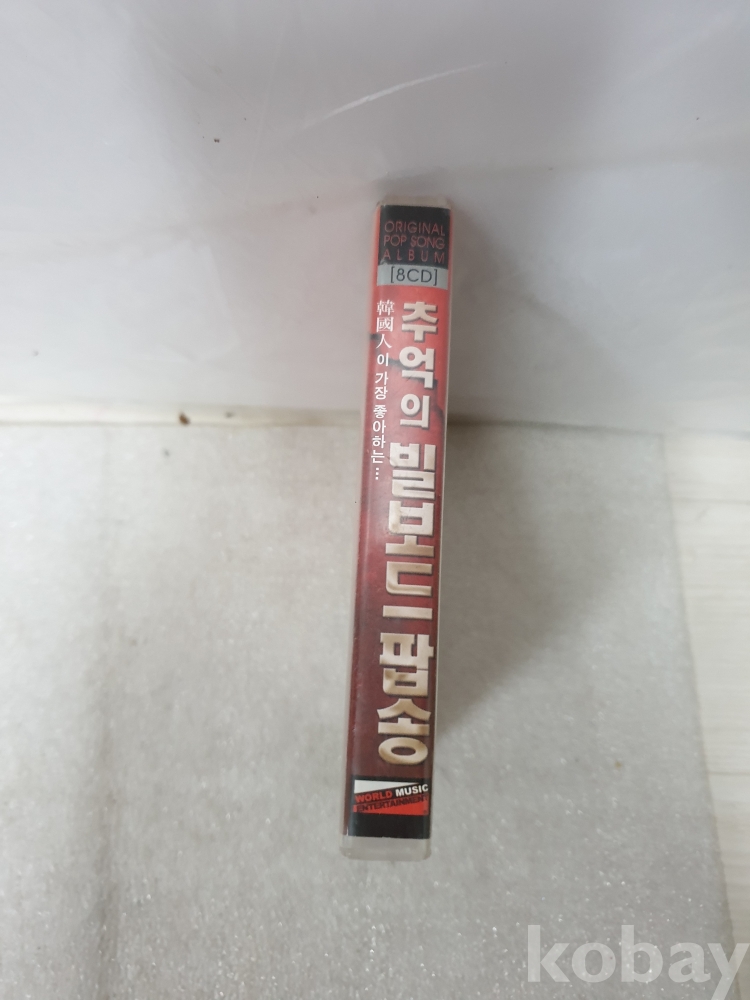 ORIGINAL
POP SONG
ALBUM
[8CD]
韓國人이 가장 좋아하는...
추억의 빌보드 팝송
WORLD MUSIC
ENTERTAINMENT
kobay